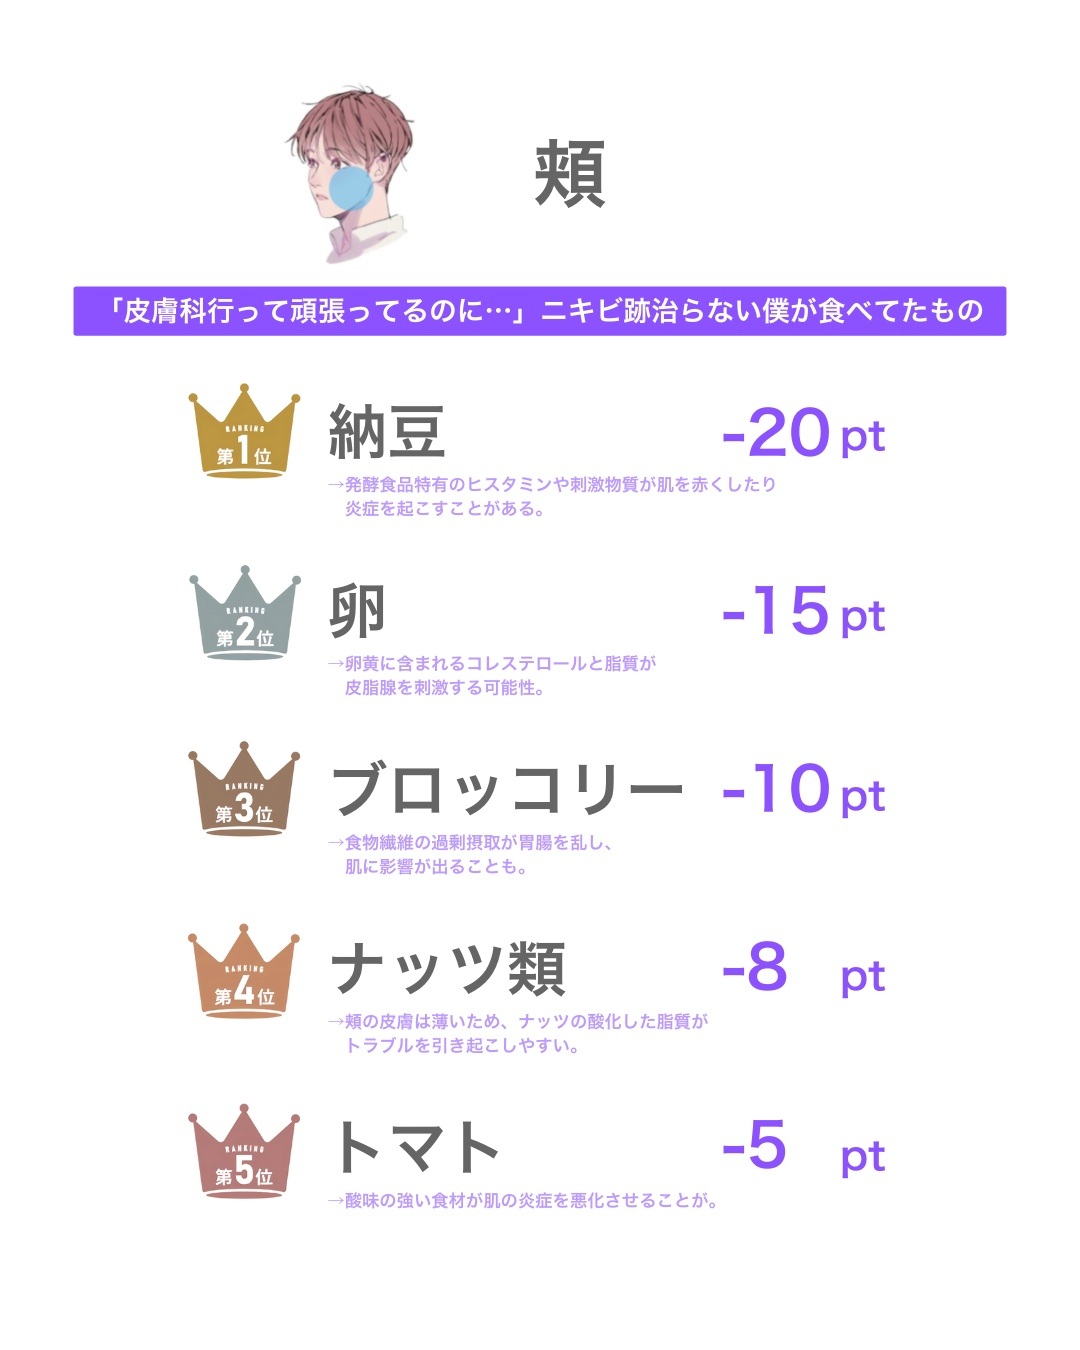 頬
「皮膚科行って頑張ってるのに…」ニキビ跡治らない僕が食べてたもの
RANKING
第1位
納豆
-20 pt
→発酵食品特有のヒスタミンや刺激物質が肌を赤くしたり
炎症を起こすことがある。
RANKING
第2位
卵
-15 pt
→卵黄に含まれるコレステロールと脂質が
皮脂腺を刺激する可能性。
RANKING
第3位
ブロッコリー
-10 pt
→食物繊維の過剰摂取が胃腸を乱し、
肌に影響が出ることも。
RANKING
第4位
ナッツ類
-8 pt
→頬の皮膚は薄いため、ナッツの酸化した脂質が
トラブルを引き起こしやすい。
RANKING
第5位
トマト
-5 pt
→酸味の強い食材が肌の炎症を悪化させることが。